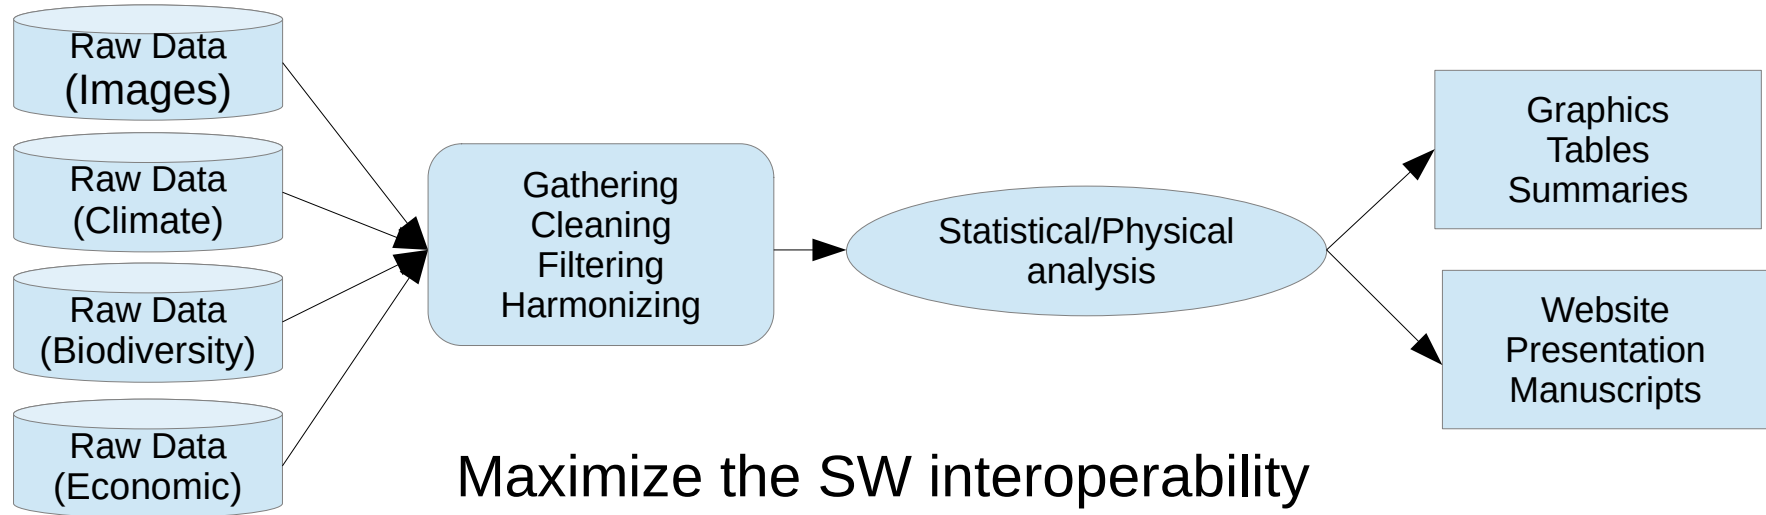 Raw Data
(Images)
Raw Data
(Climate)
Raw Data
(Biodiversity)
Raw Data
(Economic)
Gathering
Cleaning
Filtering
Harmonizing
Statistical/Physical
analysis
Graphics
Tables
Summaries
Website
Presentation
Manuscripts
Maximize the SW interoperability